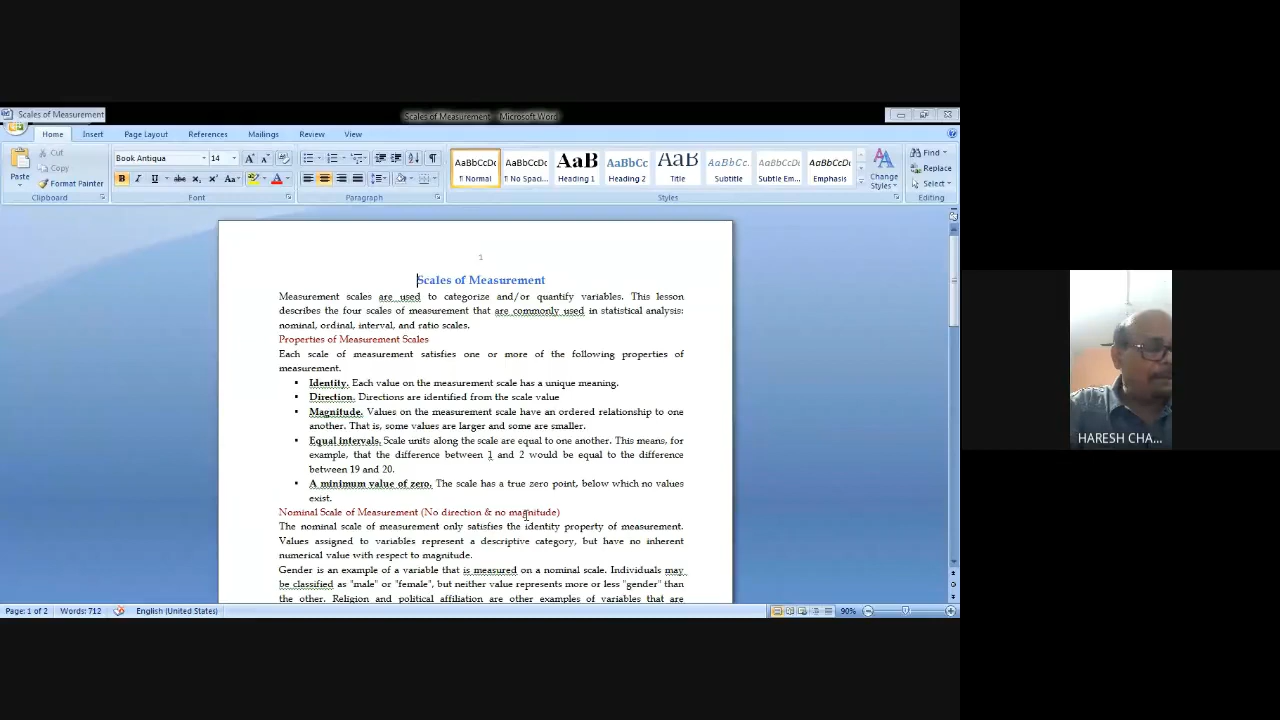 Scales of Measurement
Scales of Measurement - Microsoft Word
Home Insert Page Layout References Mailings Review View
Paste
Cut
Copy
Format Painter
Clipboard
Book Antiqua 14
Font
Paragraph
AaBbCcDc AaBbCcDc AaB AaBbCc AaB AaBbCc. AaBbCcDi AaBbCcDi
¶ Normal ¶ No Spaci... Heading 1 Heading 2 Title Subtitle Subtle Em... Emphasis
Styles
Change Styles
Find
Replace
Select
Editing
1
Scales of Measurement
Measurement scales are used to categorize and/or quantify variables. This lesson
describes the four scales of measurement that are commonly used in statistical analysis:
nominal, ordinal, interval, and ratio scales.
Properties of Measurement Scales
Each scale of measurement satisfies one or more of the following properties of
measurement.
▪ Identity. Each value on the measurement scale has a unique meaning.
▪ Direction. Directions are identified from the scale value
▪ Magnitude. Values on the measurement scale have an ordered relationship to one
another. That is, some values are larger and some are smaller.
▪ Equal intervals. Scale units along the scale are equal to one another. This means, for
example, that the difference between 1 and 2 would be equal to the difference
between 19 and 20.
▪ A minimum value of zero. The scale has a true zero point, below which no values
exist.
Nominal Scale of Measurement (No direction & no magnitude)
The nominal scale of measurement only satisfies the identity property of measurement.
Values assigned to variables represent a descriptive category, but have no inherent
numerical value with respect to magnitude.
Gender is an example of a variable that is measured on a nominal scale. Individuals may
be classified as "male" or "female", but neither value represents more or less "gender" than
the other. Religion and political affiliation are other examples of variables that are
Page: 1 of 2 Words: 712 English (United States) 90%
HARESH CHA...